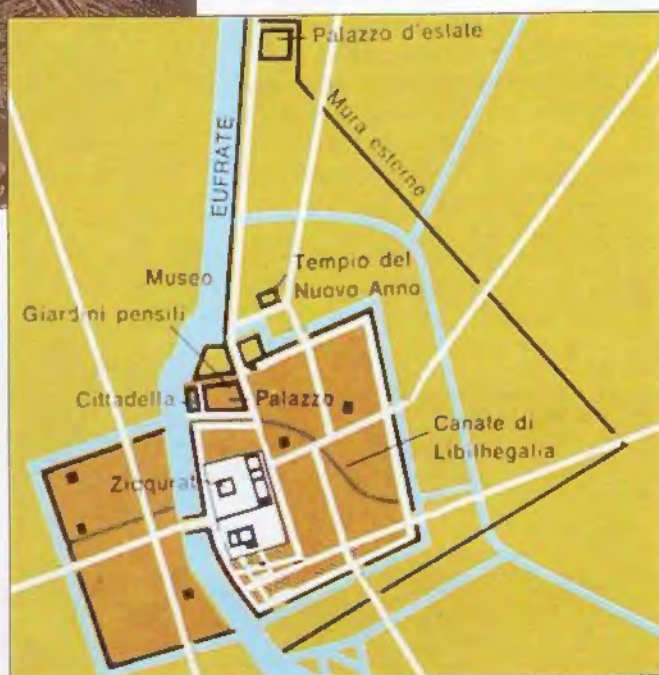 Palazzo d'estate
Mura esterne
EUFRATE
Museo
Tempio del
Nuovo Anno
Giardini pensili
Cittadella
Palazzo
Canale di
Libilhegalia
Ziqqurat